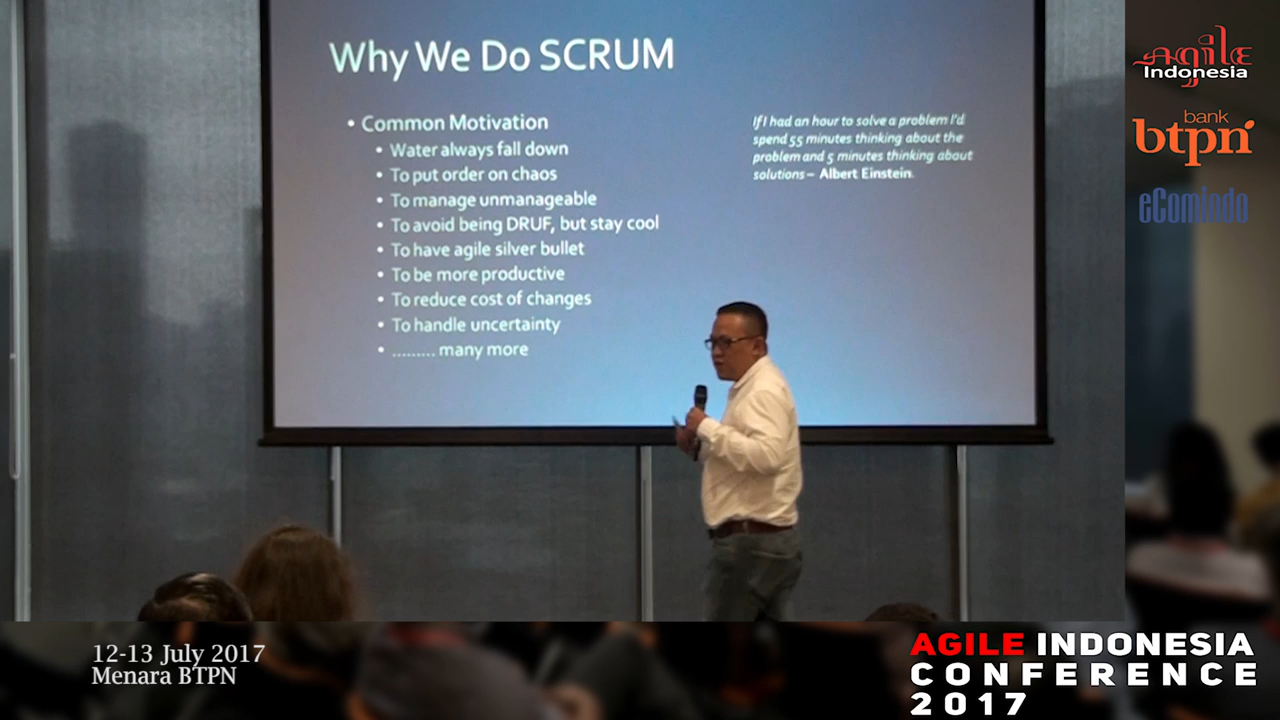 Why We Do SCRUM
• Common Motivation
• Water always fall down
• To put order on chaos
• To manage unmanageable
• To avoid being DRUF, but stay cool
• To have agile silver bullet
• To be more productive
• To reduce cost of changes
• To handle uncertainty
• ......... many more
If I had an hour to solve a problem I'd
spend 55 minutes thinking about the
problem and 5 minutes thinking about
solutions – Albert Einstein.
agile
Indonesia
bank
btpn
eComindo
12-13 July 2017
Menara BTPN
AGILE INDONESIA
CONFERENCE
2017